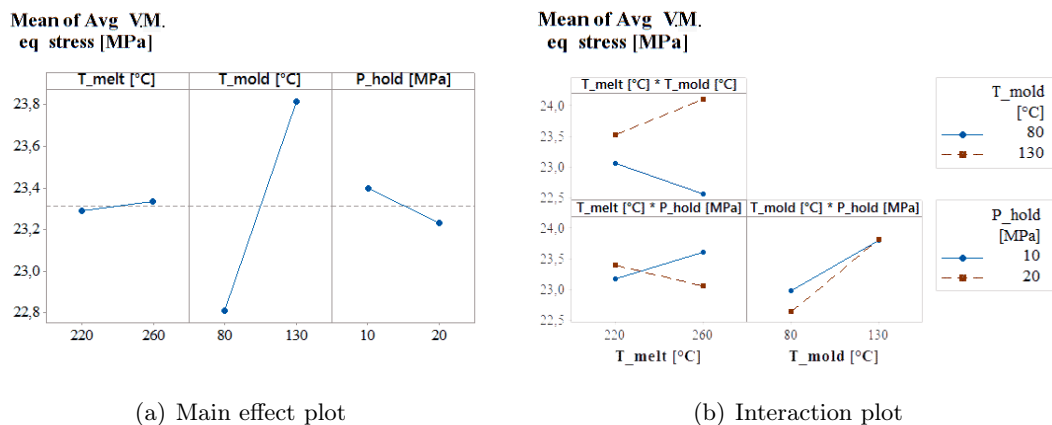 Mean of Avg V.M.
eq stress [MPa]
T_melt [°C] T_mold [°C] P_hold [MPa]
23,8
23,6
23,4
23,2
23,0
22,8
220 260 80 130 10 20
(a) Main effect plot
Mean of Avg V.M.
eq stress [MPa]
T_melt [°C] * T_mold [°C]
24,0
23,5
23,0
22,5
T_melt [°C] * P_hold [MPa] T_mold [°C] * P_hold [MPa]
24,0
23,5
23,0
22,5
220 260 80 130
T_melt [°C] T_mold [°C]
T_mold
[°C]
80
130
P_hold
[MPa]
10
20
(b) Interaction plot